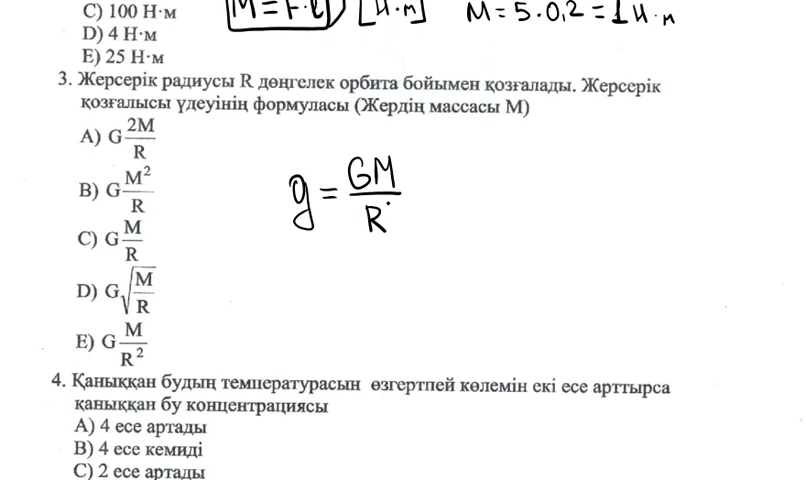 C) 100 Н·м
D) 4 Н·м
E) 25 Н·м
M = F·l [Н·m] M = 5·0,2 = 1 Н·m
3. Жерсерік радиусы R дөңгелек орбита бойымен қозғалады. Жерсерік
қозғалысы үдеуінің формуласы (Жердің массасы M)
A) G 2M/R
B) G M²/R
C) G M/R
D) G√(M/R)
E) G M/R²
g = GM/R
4. Қаныққан будың температурасын өзгертпей көлемін екі есе арттырса
қаныққан бу концентрациясы
A) 4 есе артады
B) 4 есе кемиді
C) 2 есе артады